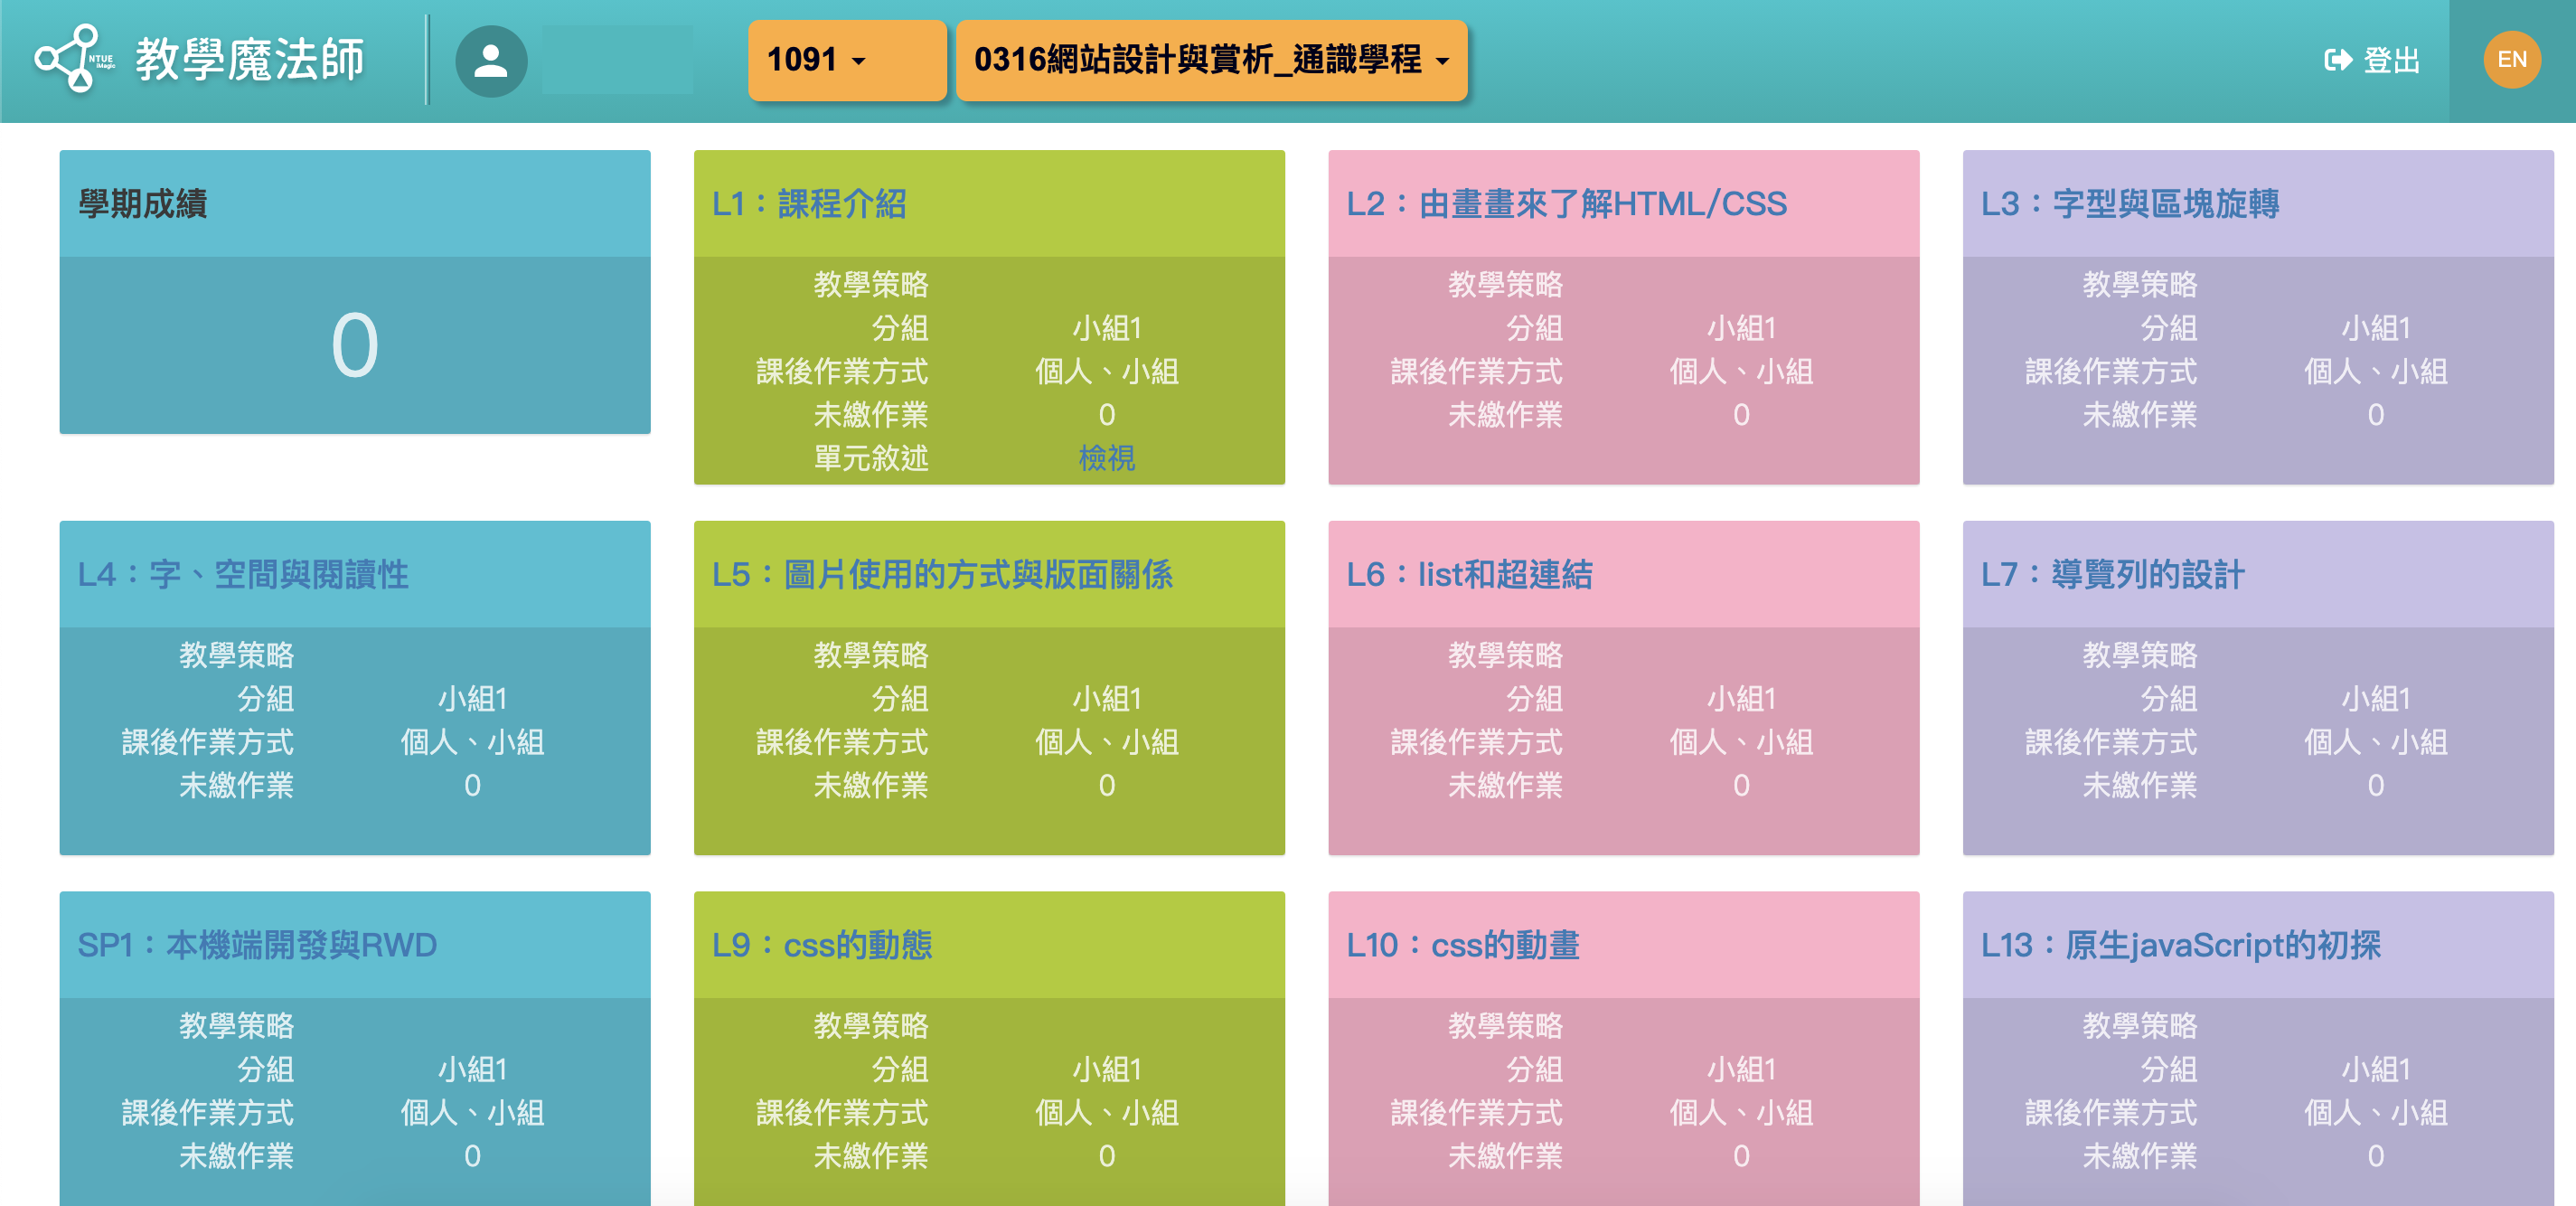 NTUE
iMagic
教學魔法師
1091
0316網站設計與賞析_通識學程
登出
EN
學期成績
0
L1：課程介紹
教學策略
分組 小組1
課後作業方式 個人、小組
未繳作業 0
單元敘述 檢視
L2：由畫畫來了解HTML/CSS
教學策略
分組 小組1
課後作業方式 個人、小組
未繳作業 0
L3：字型與區塊旋轉
教學策略
分組 小組1
課後作業方式 個人、小組
未繳作業 0
L4：字、空間與閱讀性
教學策略
分組 小組1
課後作業方式 個人、小組
未繳作業 0
L5：圖片使用的方式與版面關係
教學策略
分組 小組1
課後作業方式 個人、小組
未繳作業 0
L6：list和超連結
教學策略
分組 小組1
課後作業方式 個人、小組
未繳作業 0
L7：導覽列的設計
教學策略
分組 小組1
課後作業方式 個人、小組
未繳作業 0
SP1：本機端開發與RWD
教學策略
分組 小組1
課後作業方式 個人、小組
未繳作業 0
L9：css的動態
教學策略
分組 小組1
課後作業方式 個人、小組
未繳作業 0
L10：css的動畫
教學策略
分組 小組1
課後作業方式 個人、小組
未繳作業 0
L13：原生javaScript的初探
教學策略
分組 小組1
課後作業方式 個人、小組
未繳作業 0